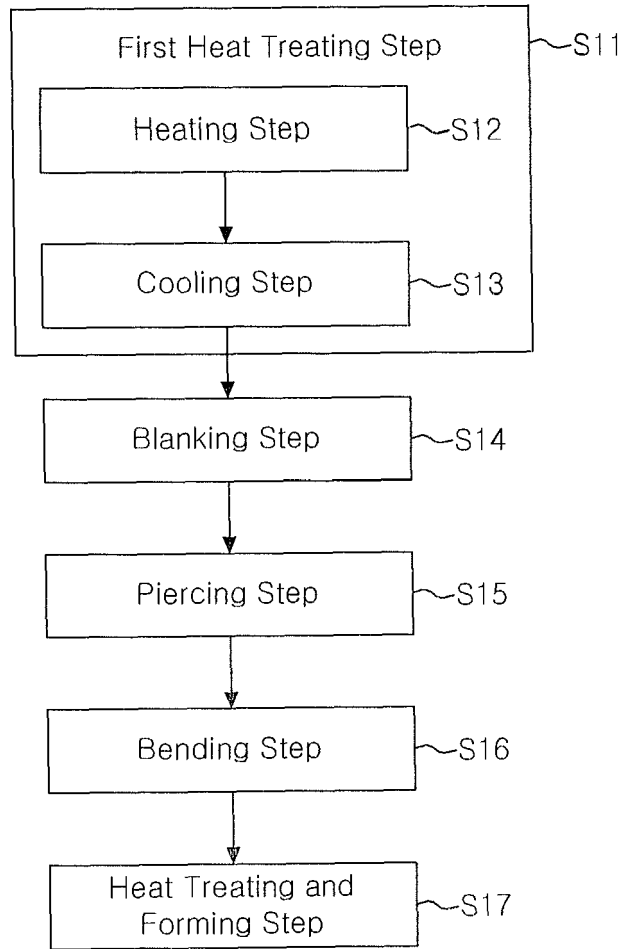 First Heat Treating Step S11
Heating Step S12
Cooling Step S13
Blanking Step S14
Piercing Step S15
Bending Step S16
Heat Treating and
Forming Step S17